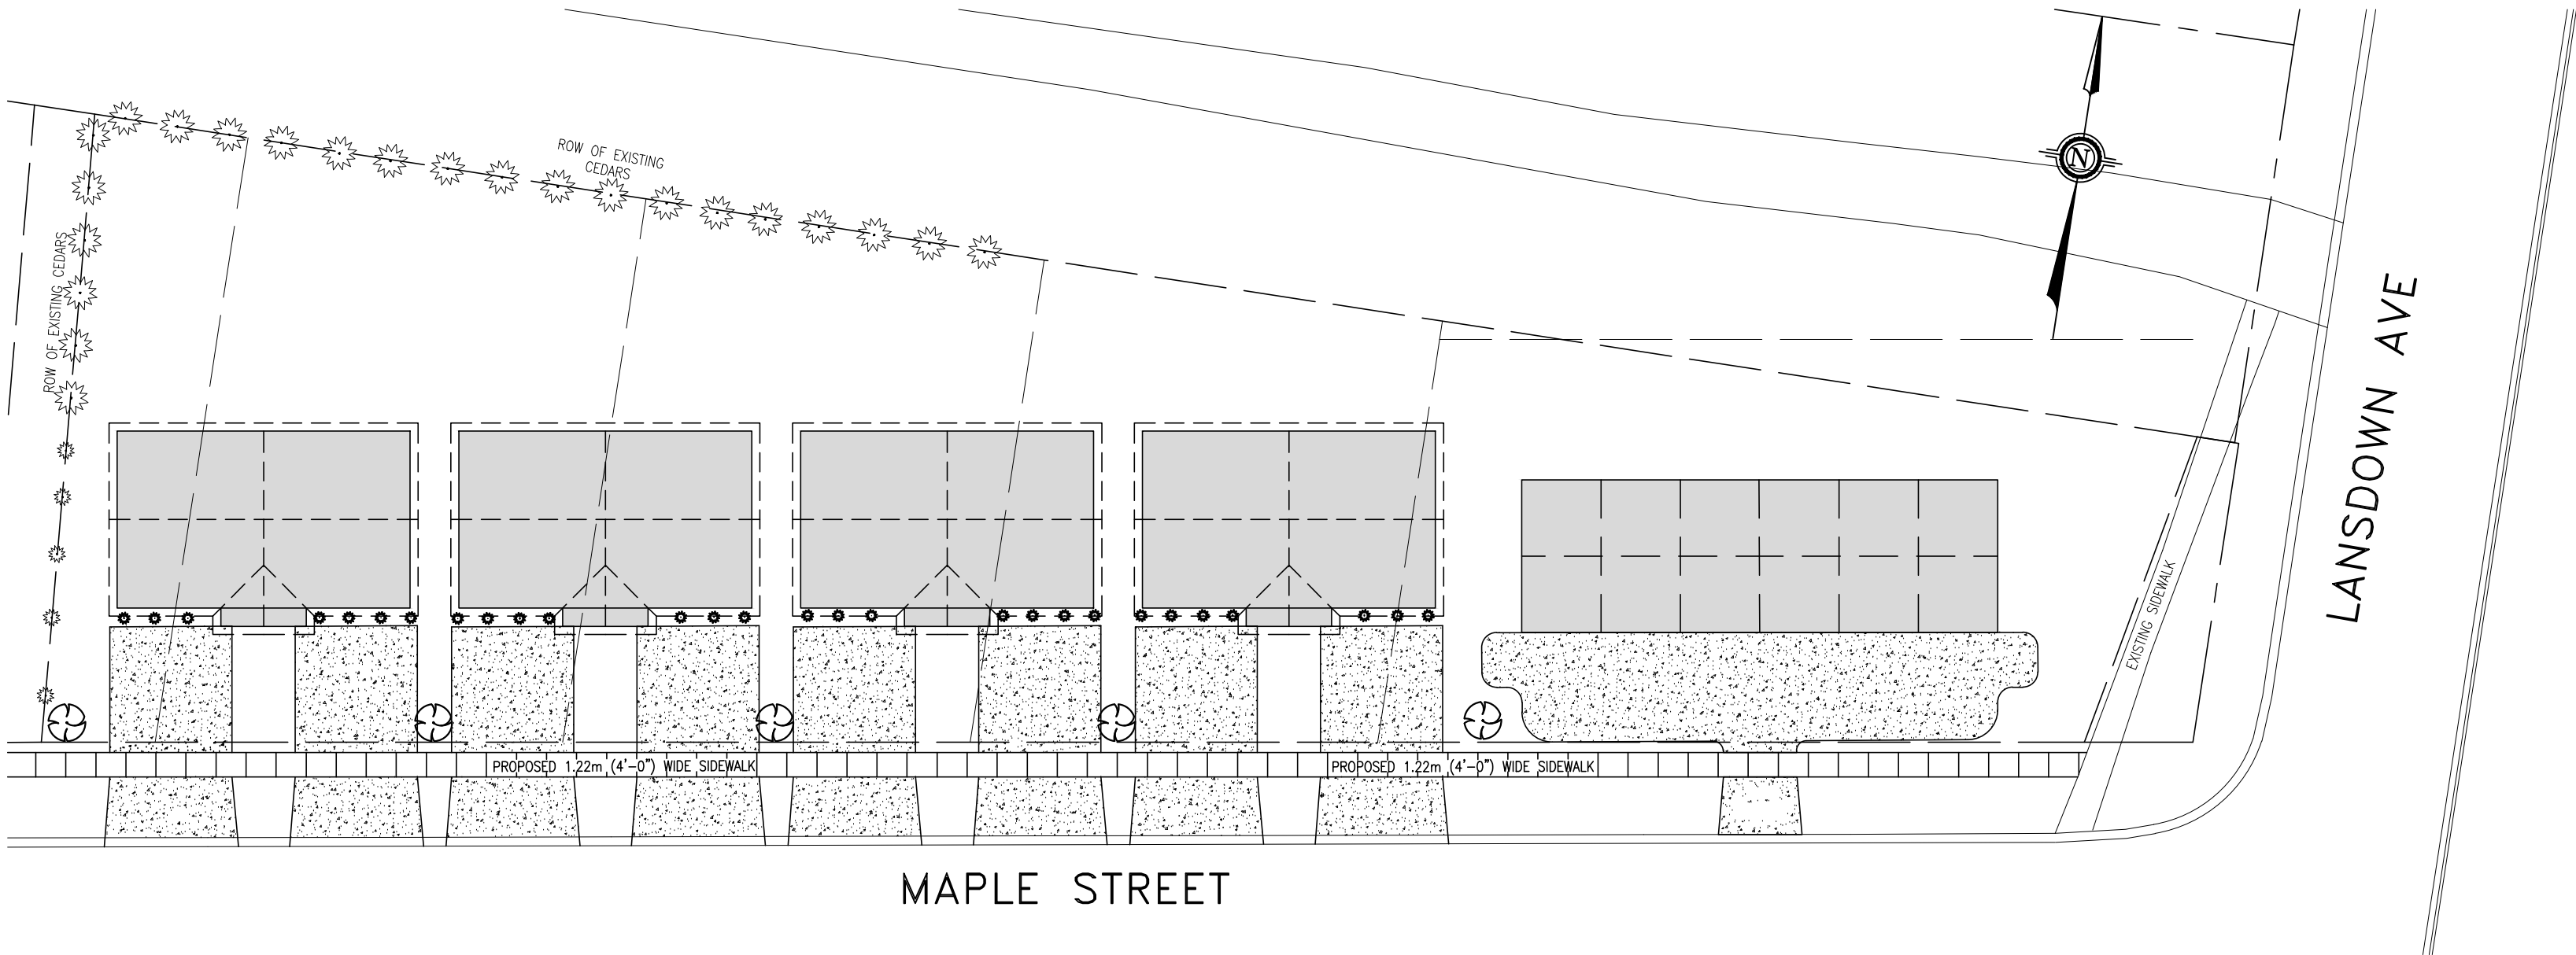 ROW OF EXISTING
CEDARS
N
ROW OF EXISTING CEDARS
LANSDOWN AVE
EXISTING SIDEWALK
PROPOSED 1.22m (4'-0") WIDE SIDEWALK
PROPOSED 1.22m (4'-0") WIDE SIDEWALK
MAPLE STREET